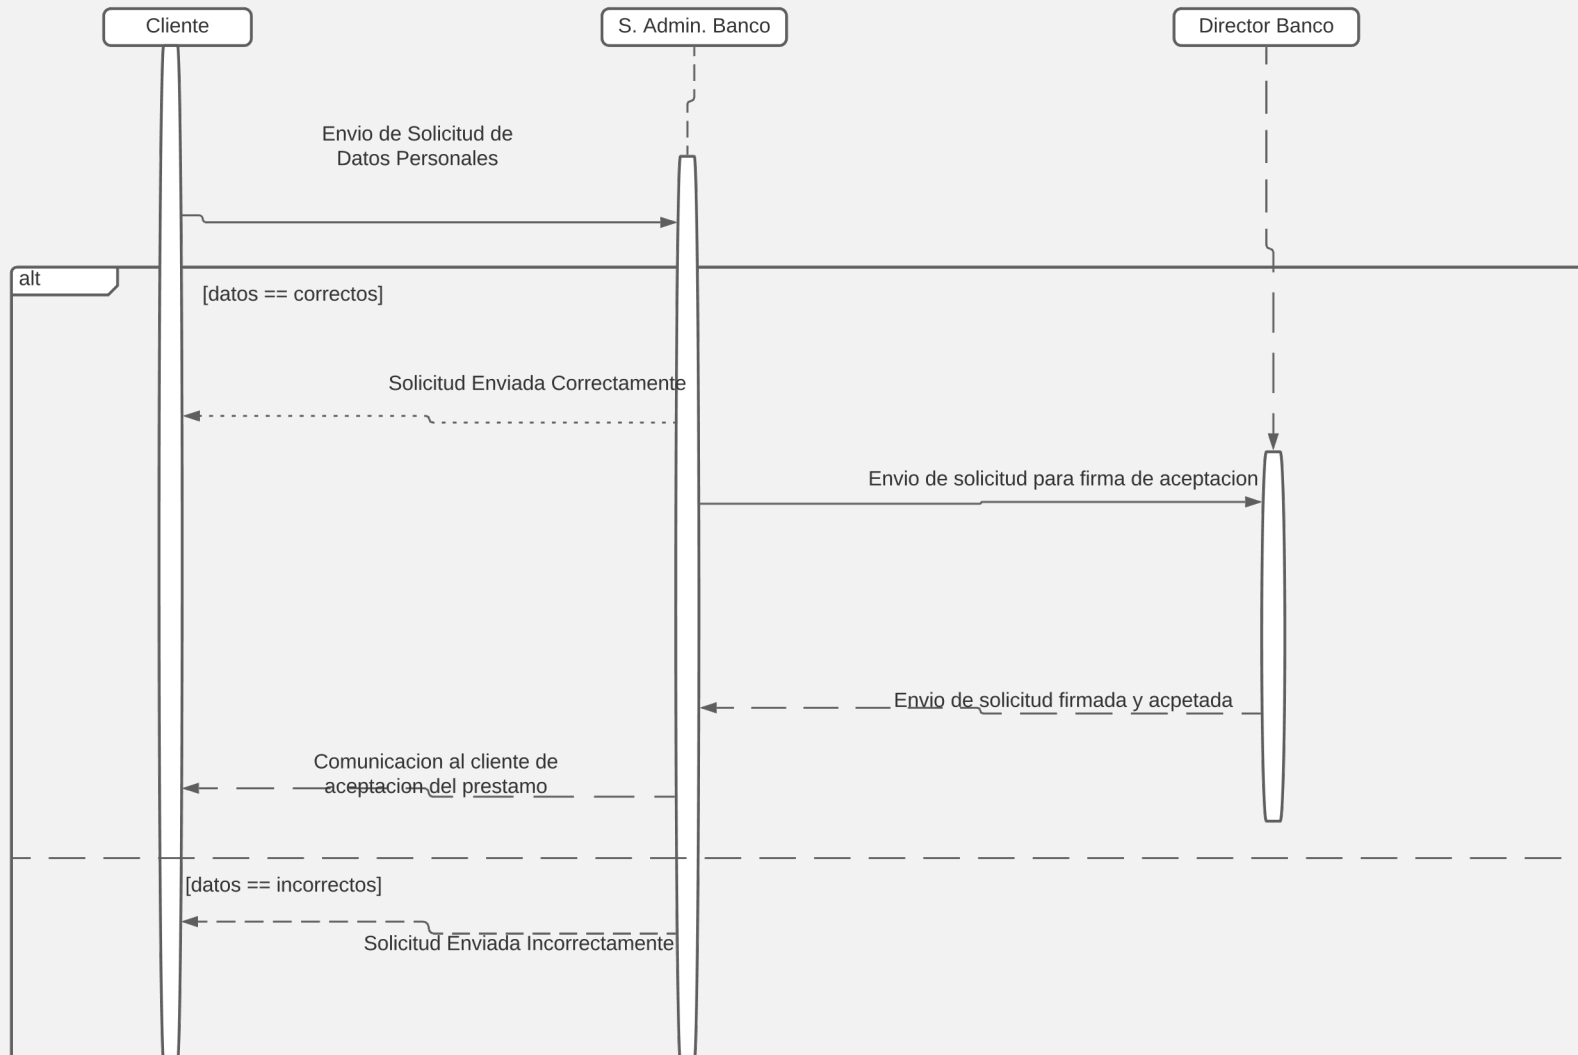 Cliente
S. Admin. Banco
Director Banco
Envio de Solicitud de
Datos Personales
alt
[datos == correctos]
Solicitud Enviada Correctamente
Envio de solicitud para firma de aceptacion
Envio de solicitud firmada y acpetada
Comunicacion al cliente de
aceptacion del prestamo
[datos == incorrectos]
Solicitud Enviada Incorrectamente